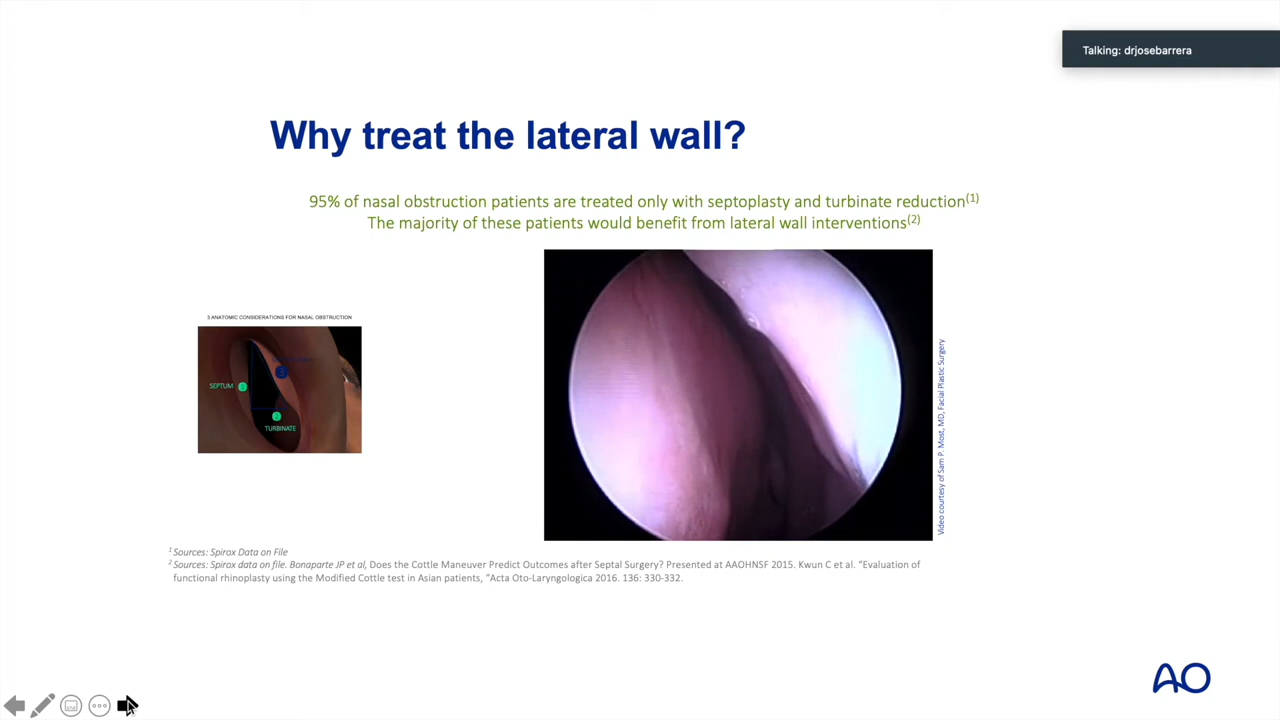 Talking: drjosebarrera
Why treat the lateral wall?
95% of nasal obstruction patients are treated only with septoplasty and turbinate reduction(1)
The majority of these patients would benefit from lateral wall interventions(2)
3 ANATOMIC CONSIDERATIONS FOR NASAL OBSTRUCTION
3
SEPTUM 1
2
TURBINATE
Video courtesy of Sam P. Most, MD, Facial Plastic Surgery
1 Sources: Spirox Data on File
2 Sources: Spirox data on file. Bonaparte JP et al, Does the Cottle Maneuver Predict Outcomes after Septal Surgery? Presented at AAOHNSF 2015. Kwun C et al. “Evaluation of
functional rhinoplasty using the Modified Cottle test in Asian patients, “Acta Oto-Laryngologica 2016. 136: 330-332.
AO